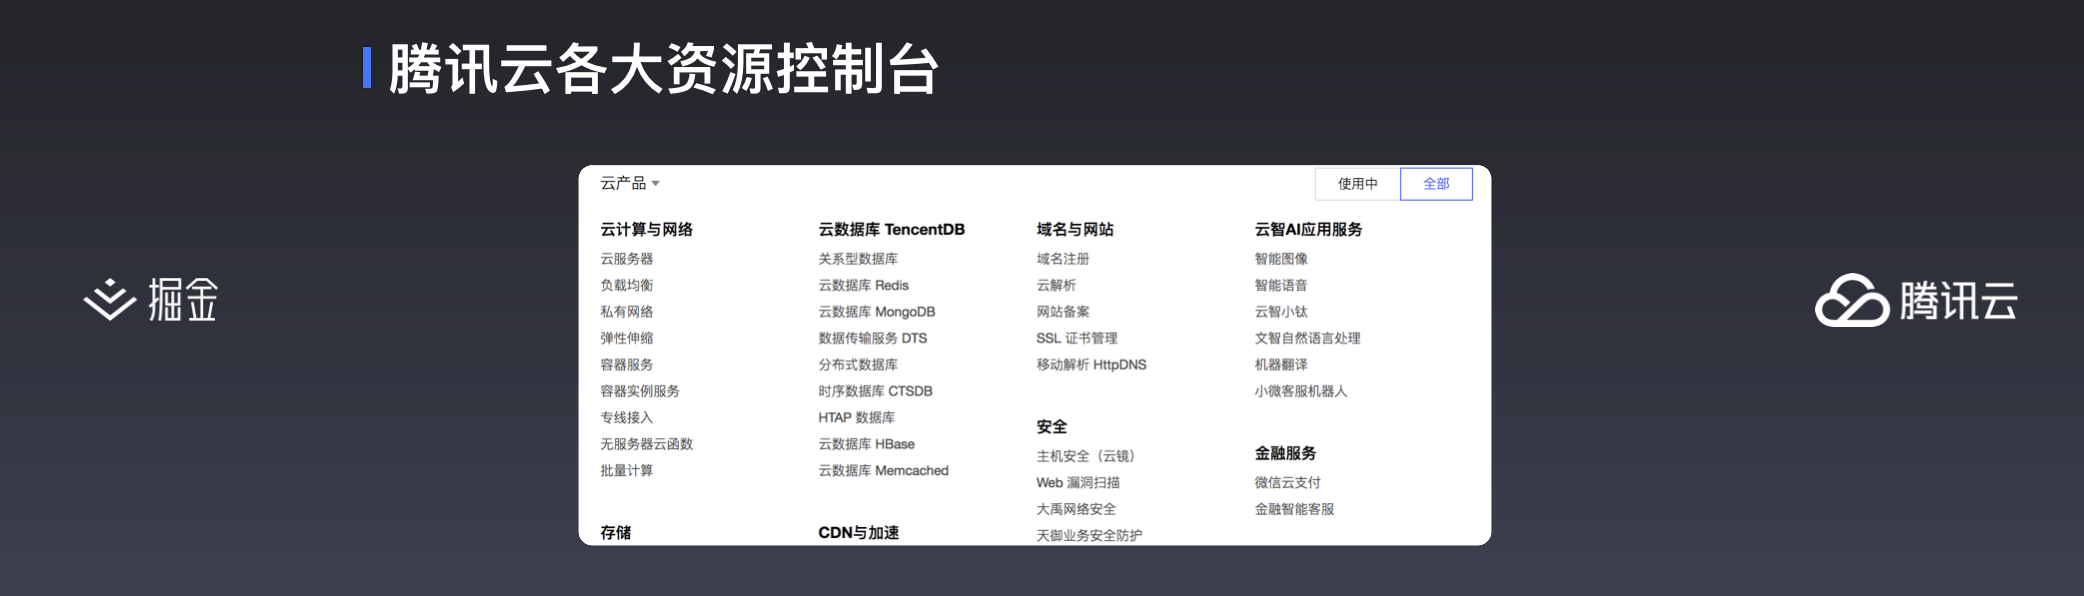 腾讯云各大资源控制台
掘金
腾讯云
云产品
使用中
全部
云计算与网络
云服务器
负载均衡
私有网络
弹性伸缩
容器服务
容器实例服务
专线接入
无服务器云函数
批量计算
存储
云数据库 TencentDB
关系型数据库
云数据库 Redis
云数据库 MongoDB
数据传输服务 DTS
分布式数据库
时序数据库 CTSDB
HTAP 数据库
云数据库 HBase
云数据库 Memcached
CDN与加速
域名与网站
域名注册
云解析
网站备案
SSL 证书管理
移动解析 HttpDNS
安全
主机安全（云镜）
Web 漏洞扫描
大禹网络安全
天御业务安全防护
云智AI应用服务
智能图像
智能语音
云智小钛
文智自然语言处理
机器翻译
小微客服机器人
金融服务
微信云支付
金融智能客服